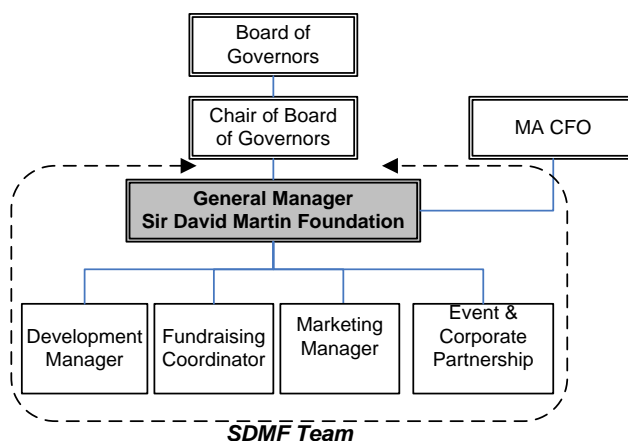 Board of
Governors
Chair of Board
of Governors
MA CFO
General Manager
Sir David Martin Foundation
Development
Manager
Fundraising
Coordinator
Marketing
Manager
Event &
Corporate
Partnership
SDMF Team